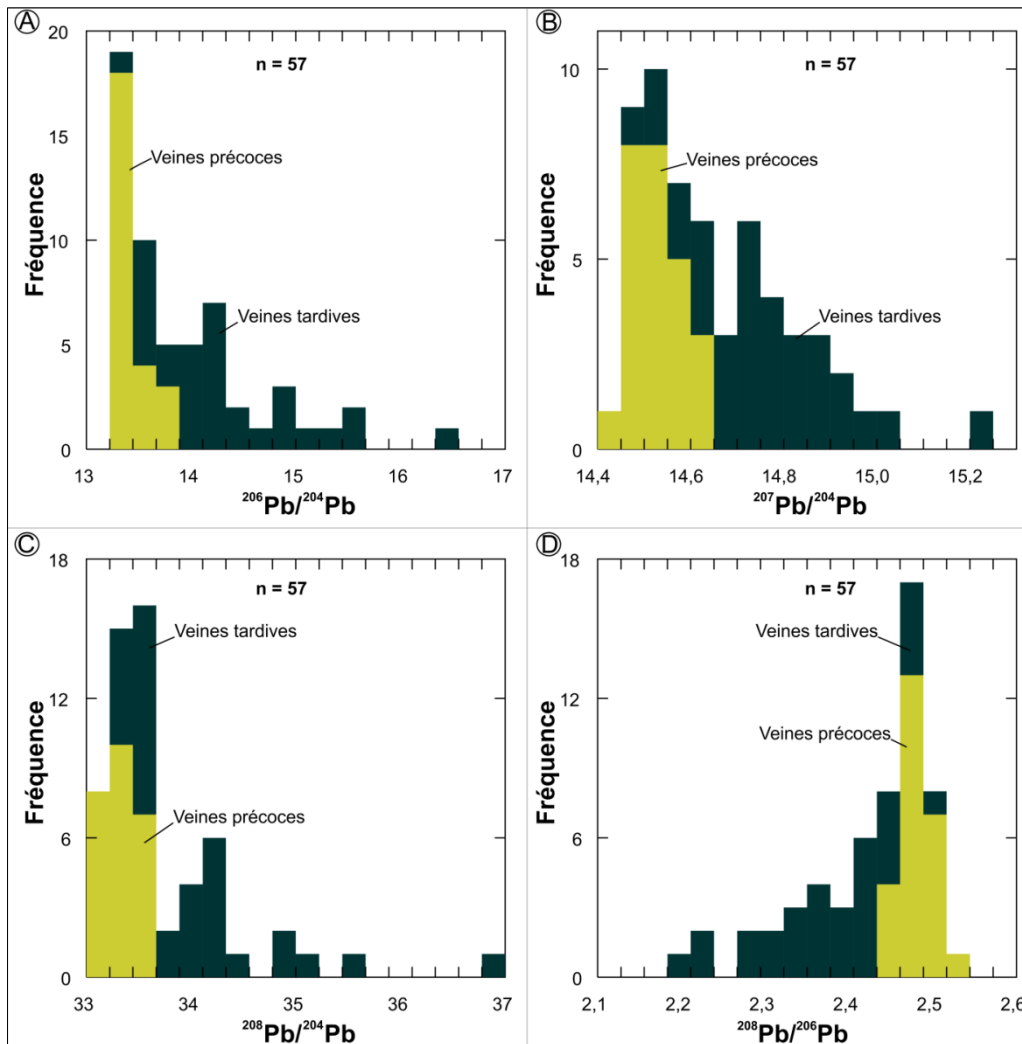 A
20
15
10
5
0
Fréquence
n = 57
Veines précoces
Veines tardives
13
14
15
16
17
²⁰⁶Pb/²⁰⁴Pb
B
10
5
0
Fréquence
n = 57
Veines précoces
Veines tardives
14,4
14,6
14,8
15,0
15,2
²⁰⁷Pb/²⁰⁴Pb
C
18
12
6
0
Fréquence
n = 57
Veines tardives
Veines précoces
33
34
35
36
37
²⁰⁸Pb/²⁰⁴Pb
D
18
12
6
0
Fréquence
n = 57
Veines tardives
Veines précoces
2,1
2,2
2,3
2,4
2,5
2,6
²⁰⁸Pb/²⁰⁶Pb